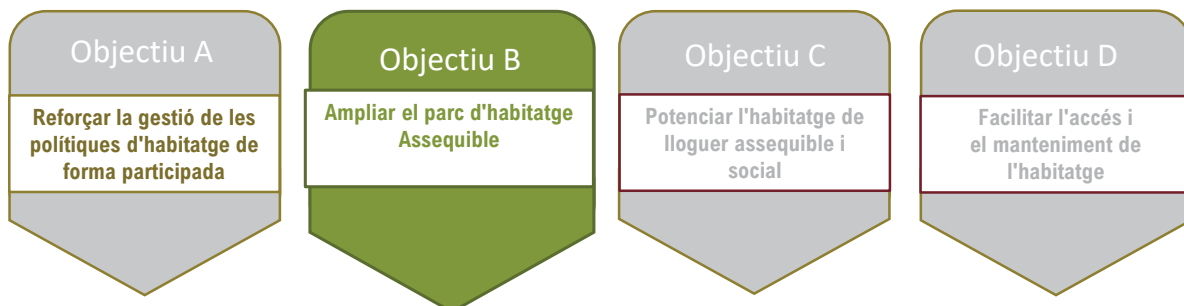 Objectiu A
Reforçar la gestió de les
polítiques d'habitatge de
forma participada
Objectiu B
Ampliar el parc d'habitatge
Assequible
Objectiu C
Potenciar l'habitatge de
lloguer assequible i
social
Objectiu D
Facilitar l'accés i
el manteniment de
l'habitatge